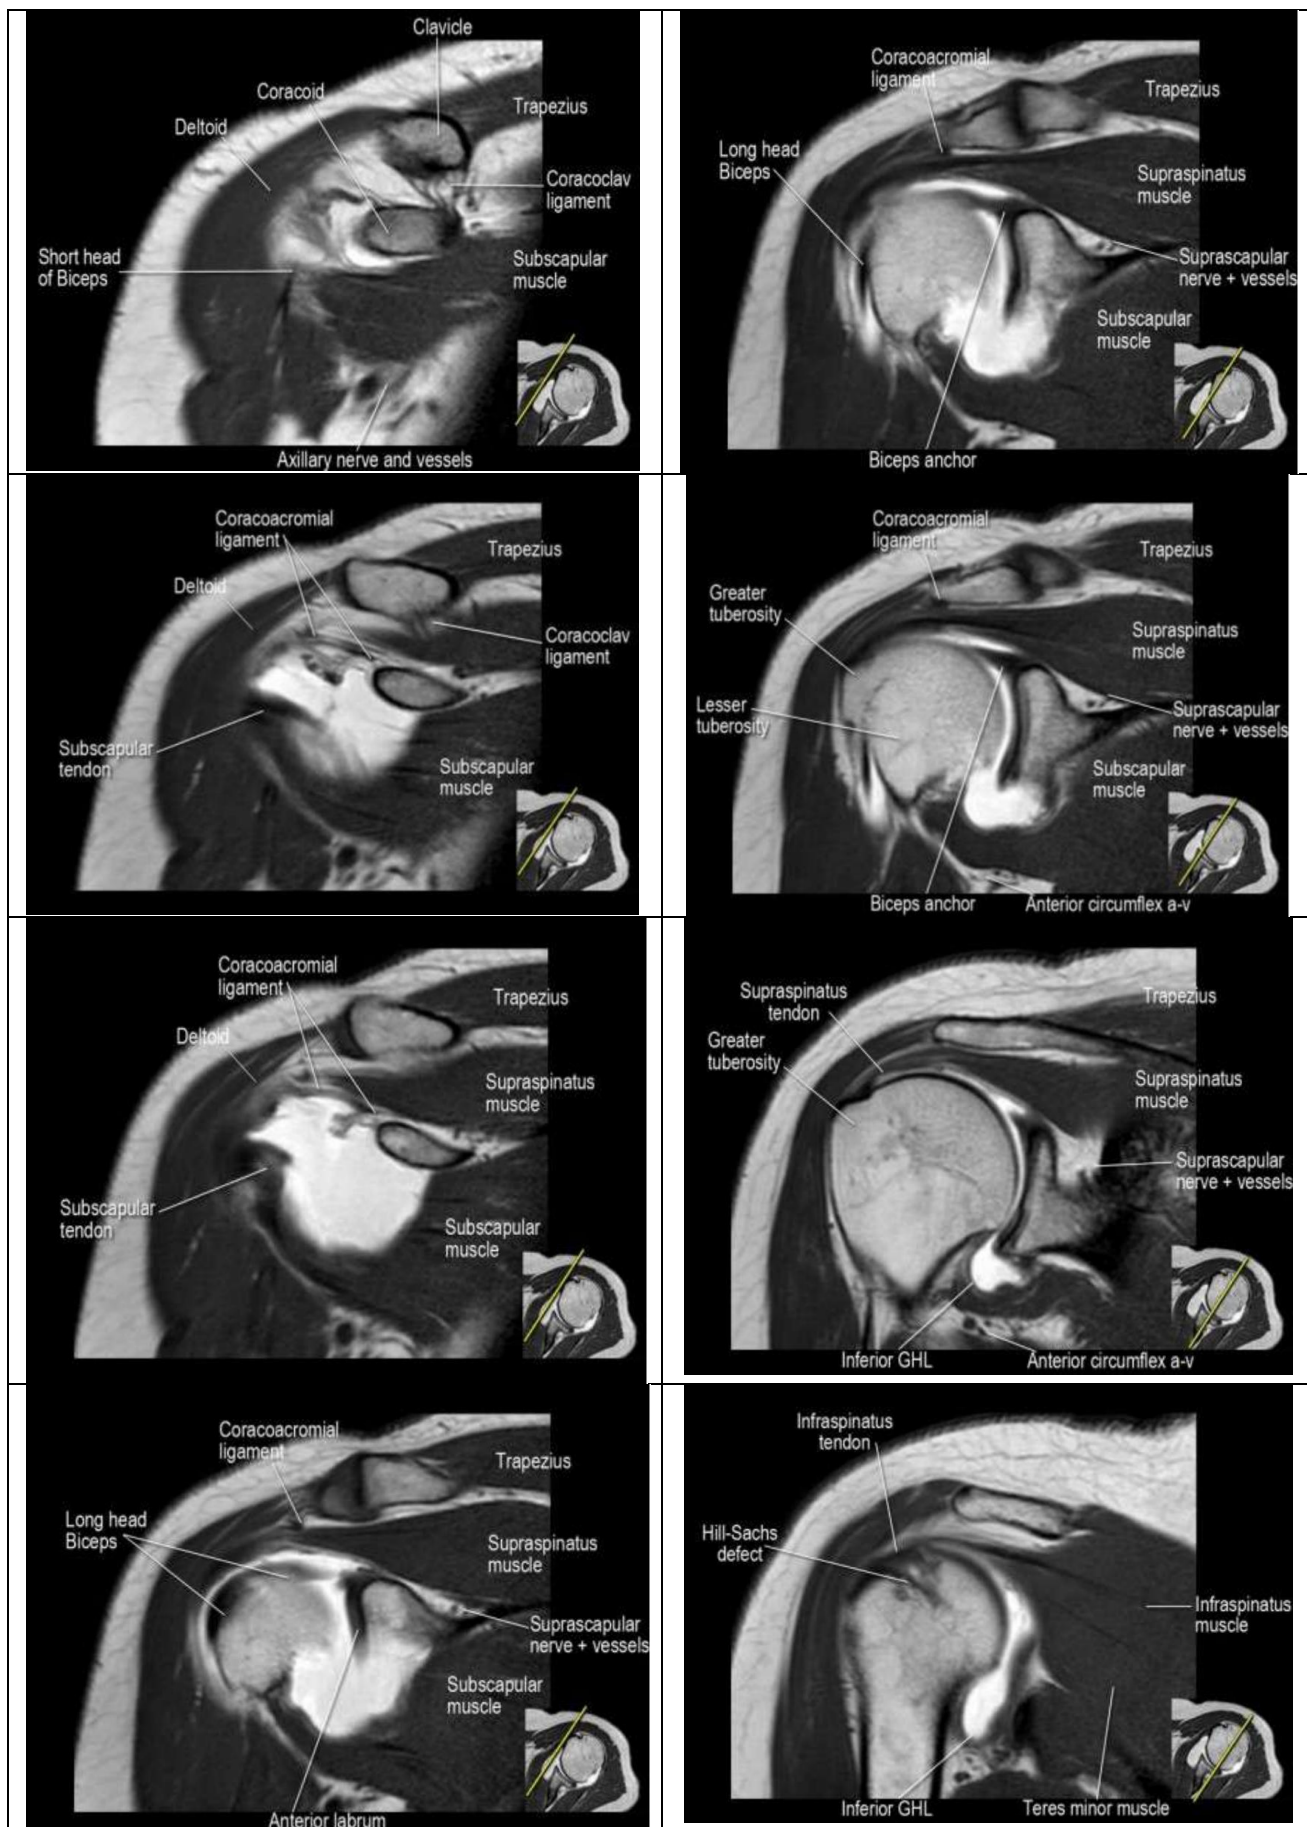 Clavicle
Coracoid
Trapezius
Deltoid
Coracoclav
ligament
Short head
of Biceps
Subscapular
muscle
Axillary nerve and vessels
Coracoacromial
ligament
Trapezius
Long head
Biceps
Supraspinatus
muscle
Suprascapular
nerve + vessels
Subscapular
muscle
Biceps anchor
Coracoacromial
ligament
Trapezius
Deltoid
Coracoclav
ligament
Subscapular
tendon
Subscapular
muscle
Coracoacromial
ligament
Trapezius
Greater
tuberosity
Supraspinatus
muscle
Lesser
tuberosity
Suprascapular
nerve + vessels
Subscapular
muscle
Biceps anchor
Anterior circumflex a-v
Coracoacromial
ligament
Trapezius
Deltoid
Supraspinatus
muscle
Subscapular
tendon
Subscapular
muscle
Supraspinatus
tendon
Trapezius
Greater
tuberosity
Supraspinatus
muscle
Suprascapular
nerve + vessels
Inferior GHL
Anterior circumflex a-v
Coracoacromial
ligament
Trapezius
Long head
Biceps
Supraspinatus
muscle
Suprascapular
nerve + vessels
Subscapular
muscle
Anterior labrum
Infraspinatus
tendon
Hill-Sachs
defect
Infraspinatus
muscle
Inferior GHL
Teres minor muscle